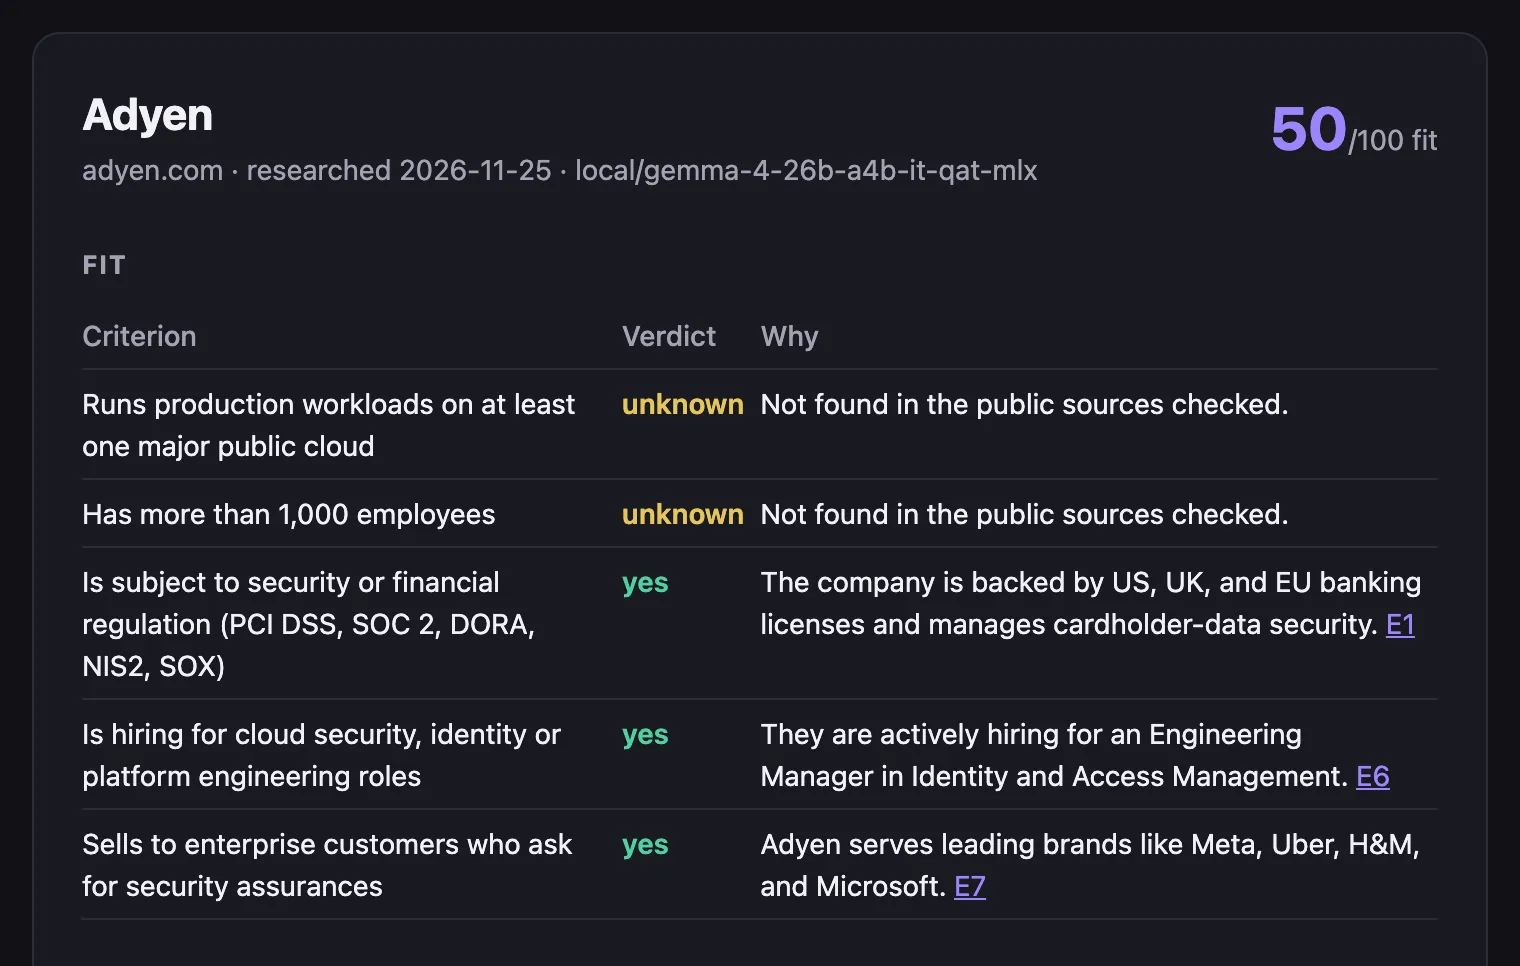 Adyen
50/100 fit
adyen.com · researched 2026-11-25 · local/gemma-4-26b-a4b-it-qat-mlx
FIT
Criterion Verdict Why
Runs production workloads on at least unknown Not found in the public sources checked.
one major public cloud
Has more than 1,000 employees unknown Not found in the public sources checked.
Is subject to security or financial yes The company is backed by US, UK, and EU banking
regulation (PCI DSS, SOC 2, DORA, licenses and manages cardholder-data security. E1
NIS2, SOX)
Is hiring for cloud security, identity or yes They are actively hiring for an Engineering
platform engineering roles Manager in Identity and Access Management. E6
Sells to enterprise customers who ask yes Adyen serves leading brands like Meta, Uber, H&M,
for security assurances and Microsoft. E7